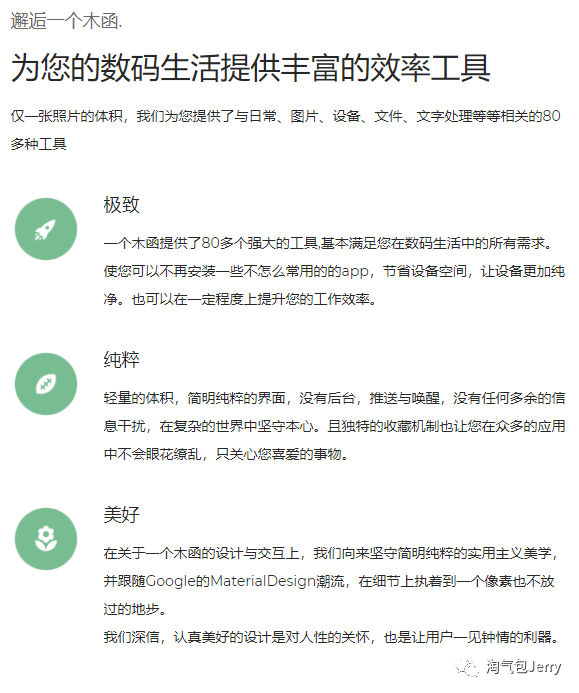 邂逅一个木函.
为您的数码生活提供丰富的效率工具
仅一张照片的体积，我们为您提供了与日常、图片、设备、文件、文字处理等等相关的80
多种工具
极致
一个木函提供了80多个强大的工具,基本满足您在数码生活中的所有需求。
使您可以不再安装一些不怎么常用的的app，节省设备空间，让设备更加纯
净。也可以在一定程度上提升您的工作效率。
纯粹
轻量的体积，简明纯粹的界面，没有后台，推送与唤醒，没有任何多余的信
息干扰，在复杂的世界中坚守本心。且独特的收藏机制也让您在众多的应用
中不会眼花缭乱，只关心您喜爱的事物。
美好
在关于一个木函的设计与交互上，我们向来坚守简明纯粹的实用主义美学，
并跟随Google的MaterialDesign潮流，在细节上执着到一个像素也不放
过的地步。
我们深信，认真美好的设计是对人性的关怀，也是让用户一见钟情的利器。
淘气包Jerry